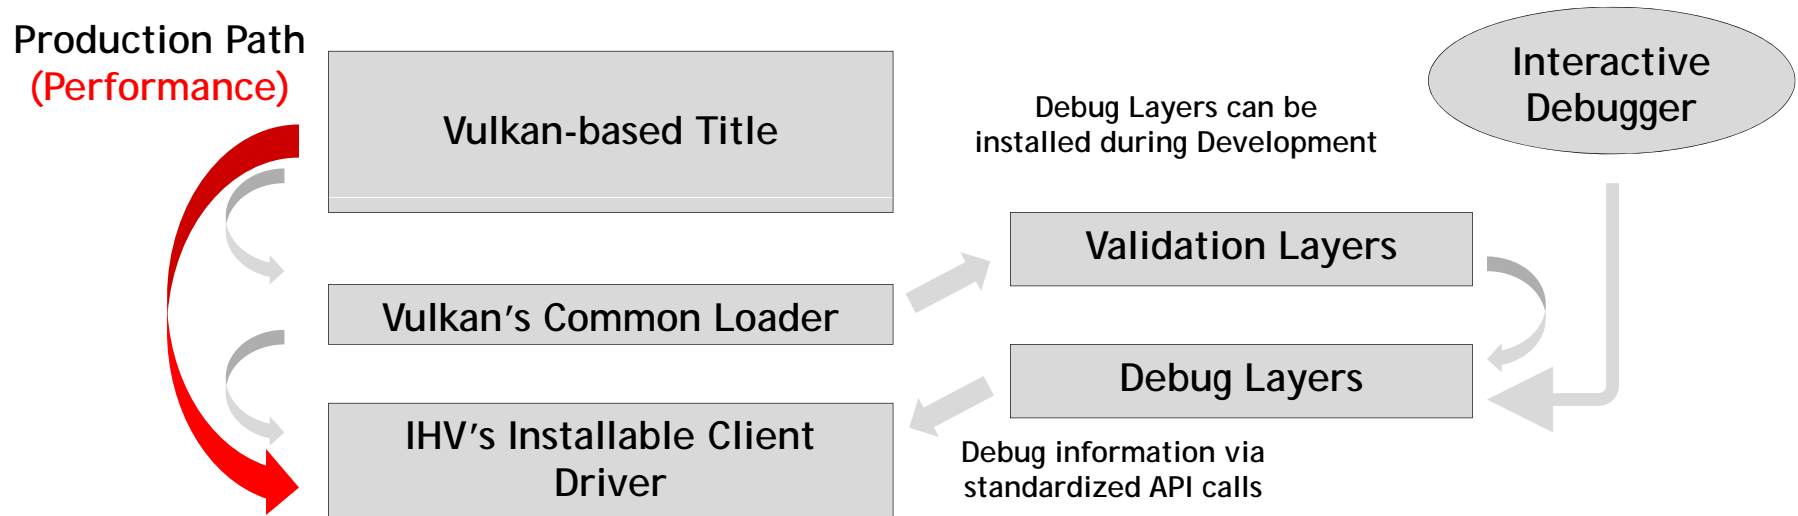 Production Path
(Performance)
Vulkan-based Title
Debug Layers can be
installed during Development
Interactive
Debugger
Validation Layers
Vulkan’s Common Loader
Debug Layers
IHV’s Installable Client
Driver
Debug information via
standardized API calls